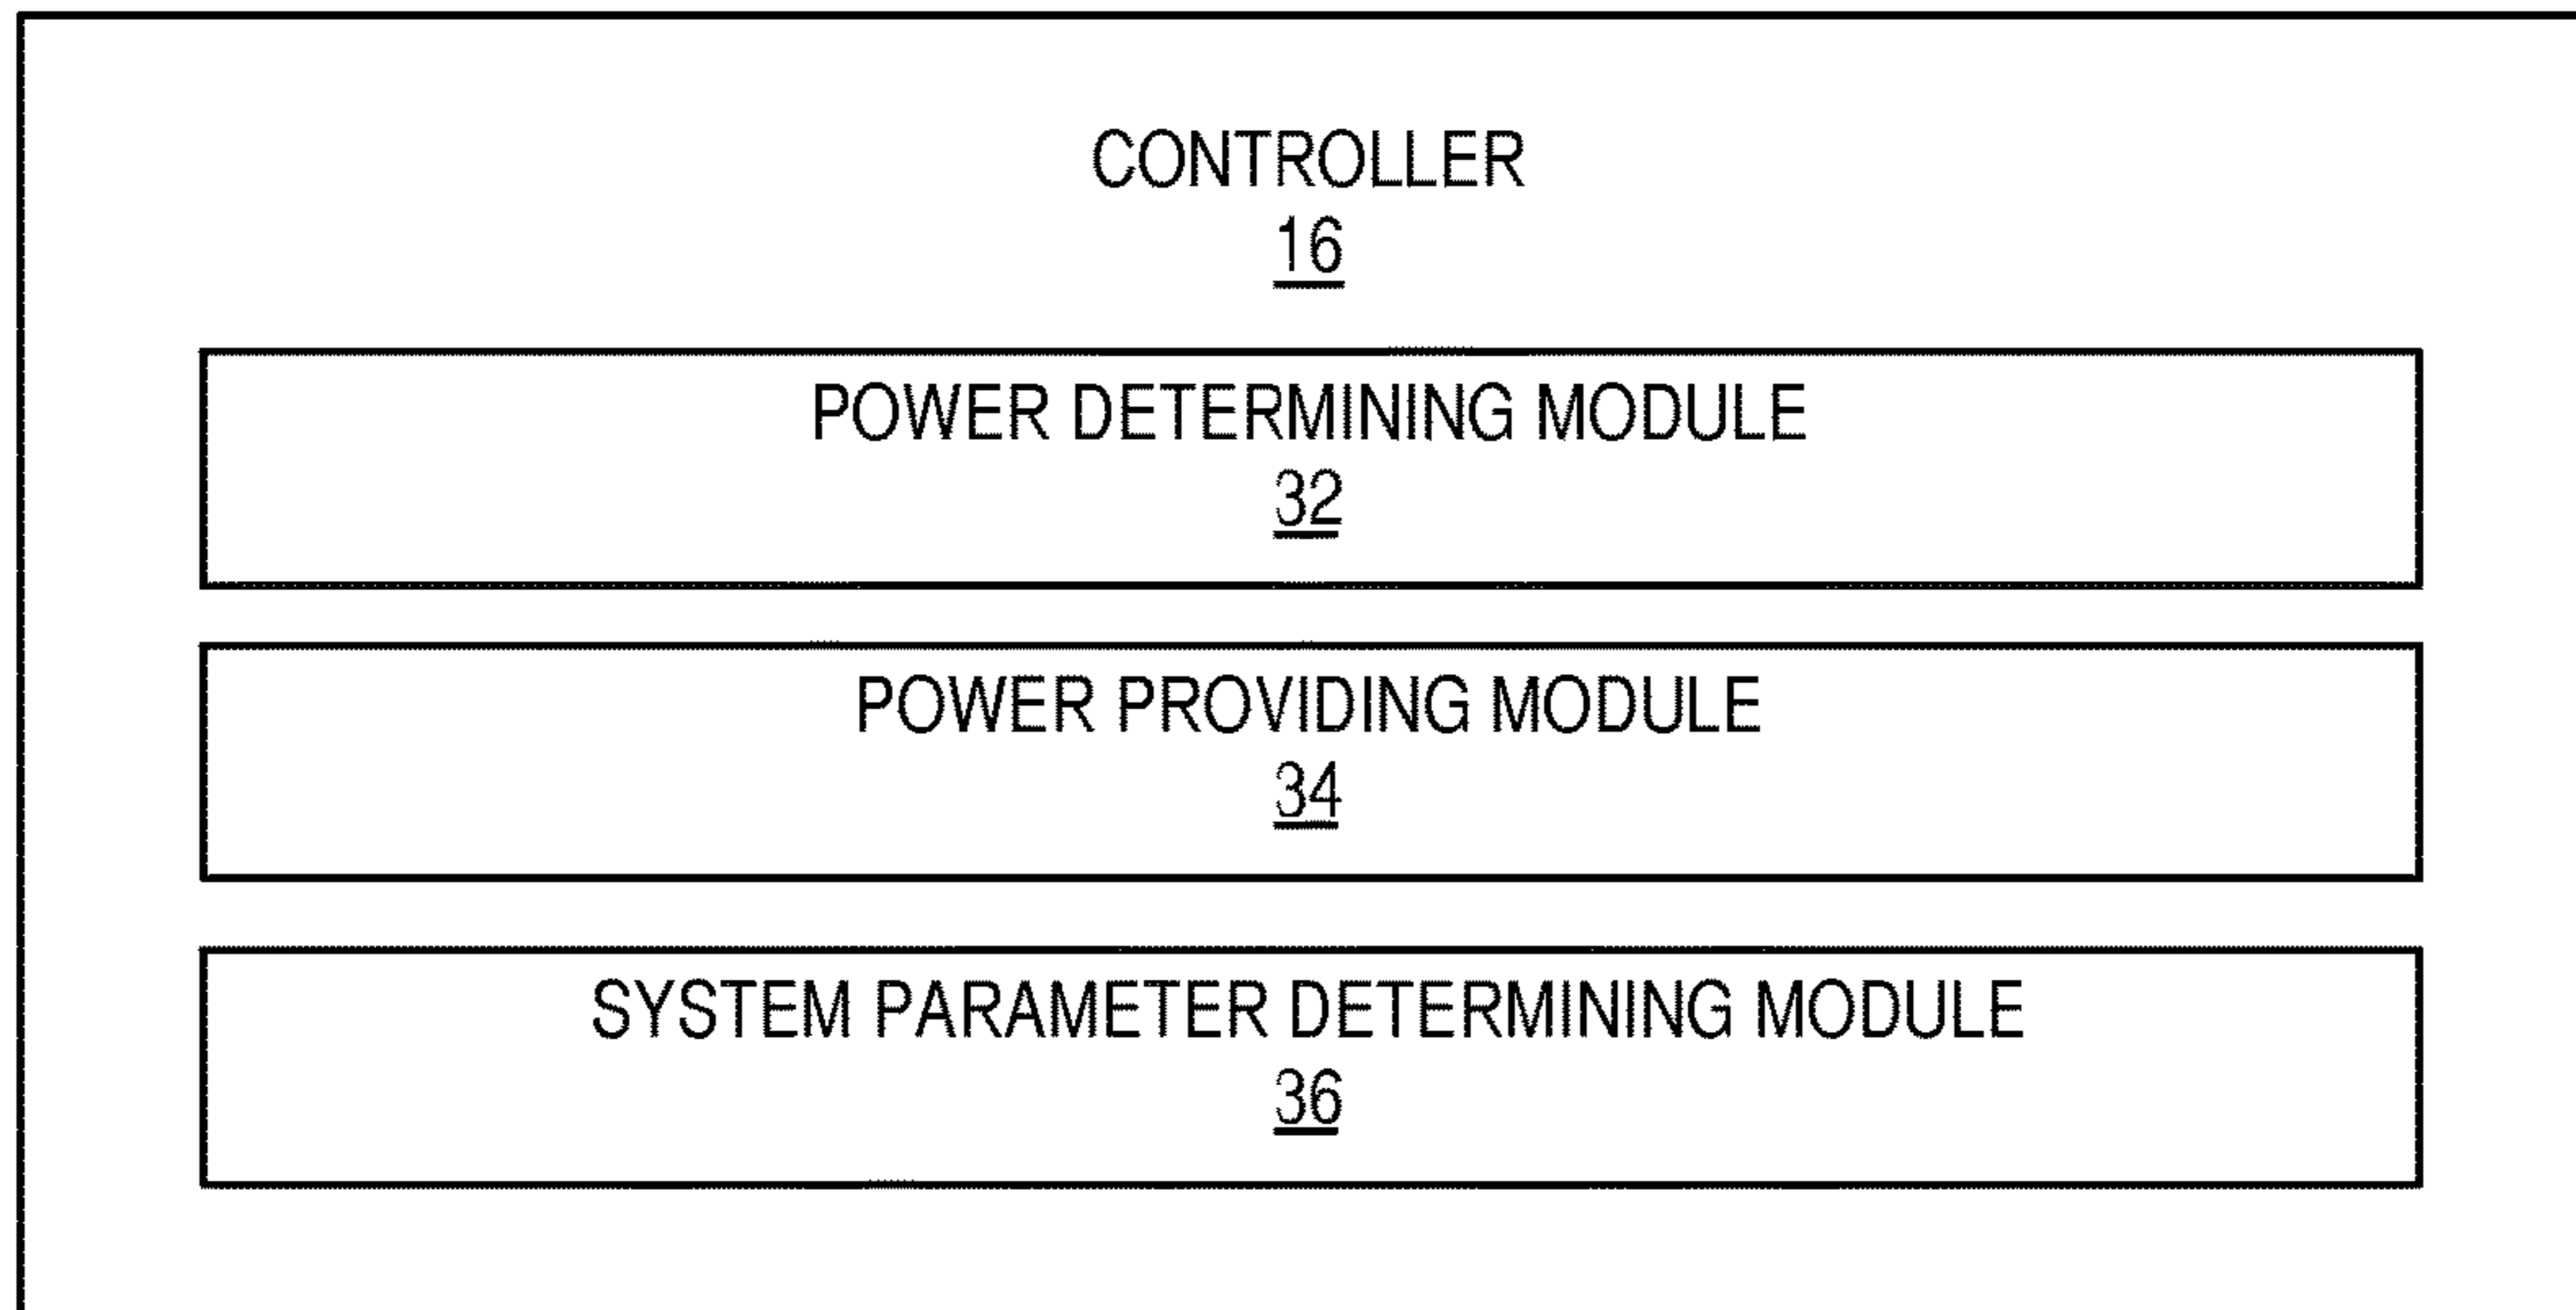 CONTROLLER
16
POWER DETERMINING MODULE
32
POWER PROVIDING MODULE
34
SYSTEM PARAMETER DETERMINING MODULE
36